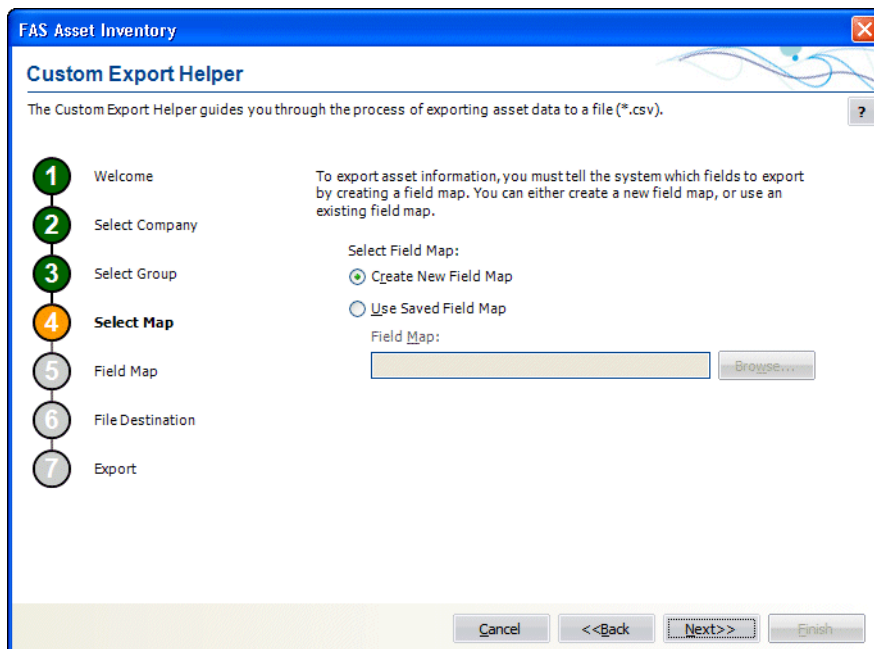 FAS Asset Inventory
Custom Export Helper
The Custom Export Helper guides you through the process of exporting asset data to a file (*.csv).
?
1 Welcome
2 Select Company
3 Select Group
4 Select Map
5 Field Map
6 File Destination
7 Export
To export asset information, you must tell the system which fields to export
by creating a field map. You can either create a new field map, or use an
existing field map.
Select Field Map:
Create New Field Map
Use Saved Field Map
Field Map:
Browse...
Cancel
<<Back
Next>>
Finish